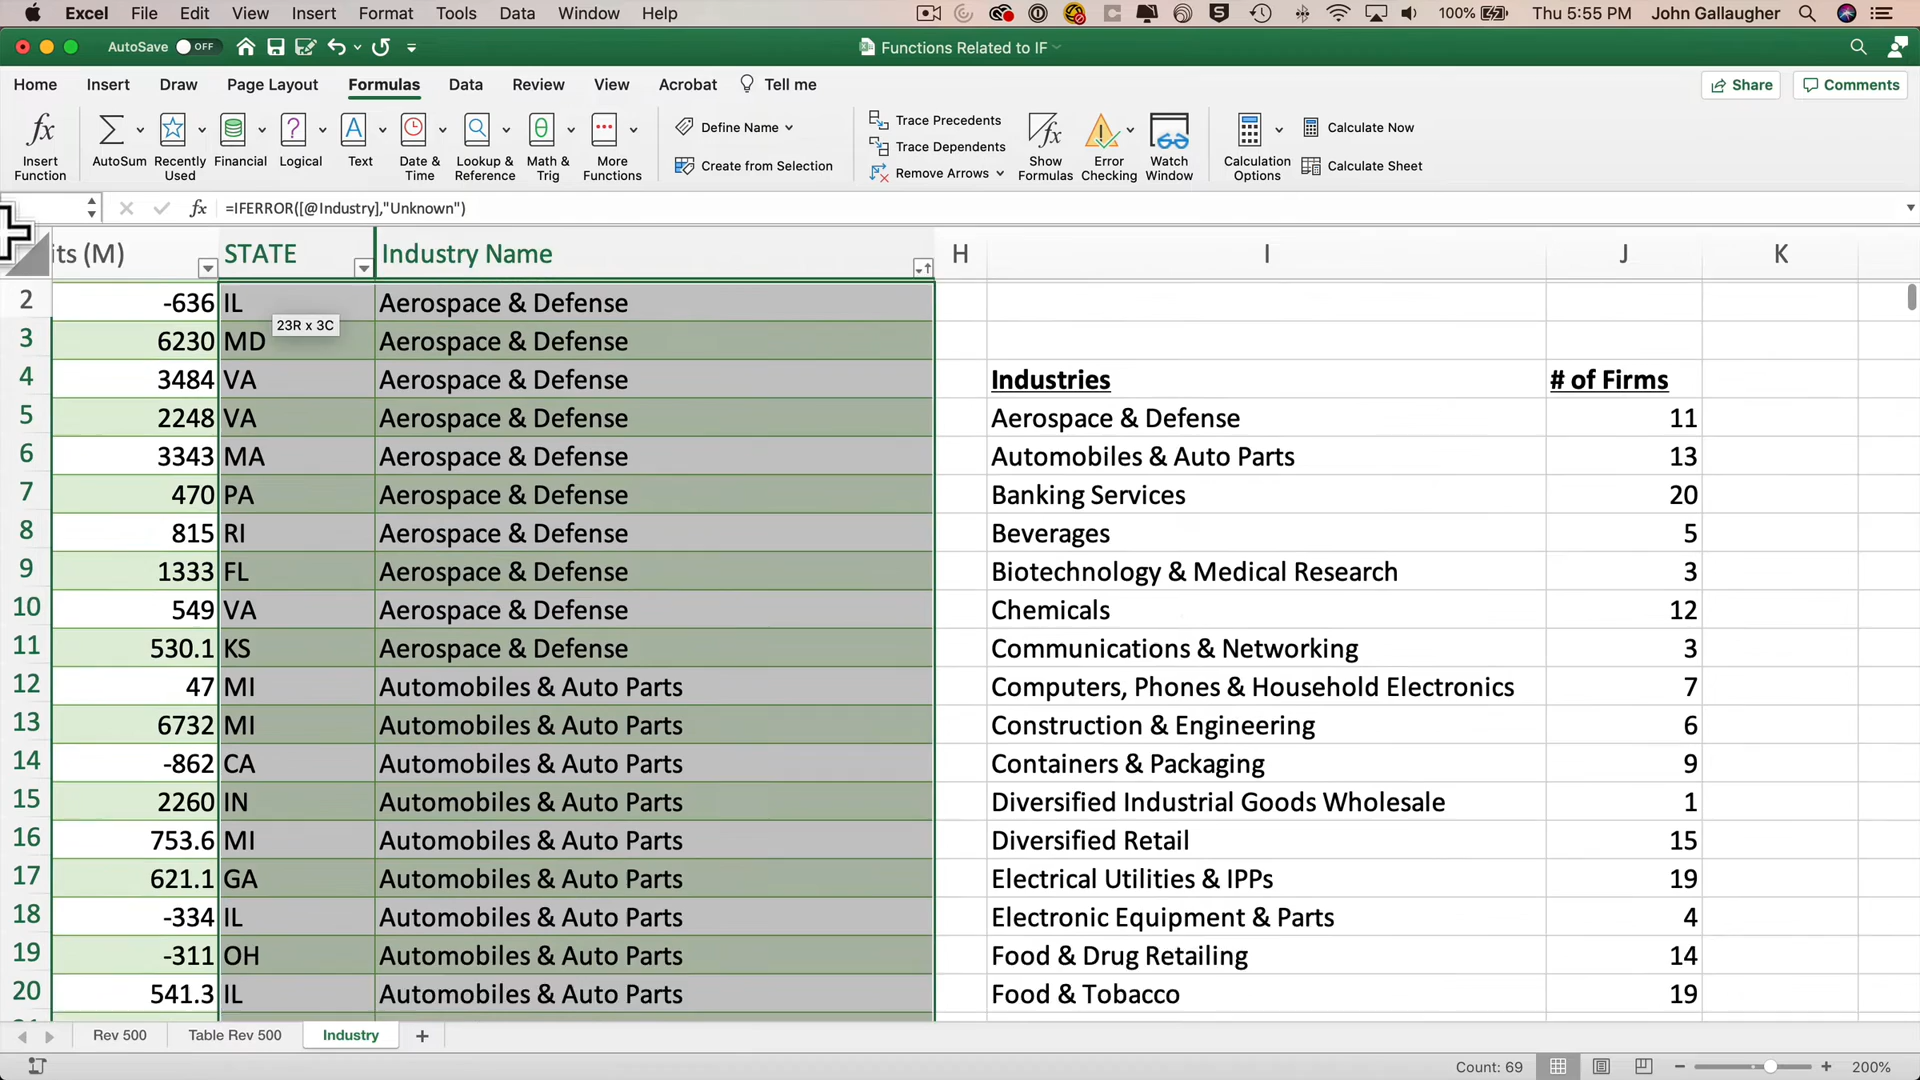 Excel File Edit View Insert Format Tools Data Window Help 100% Thu 5:55 PM John Gallaugher
AutoSave OFF Functions Related to IF
Home Insert Draw Page Layout Formulas Data Review View Acrobat Tell me Share Comments
Insert Function
AutoSum
Recently Used
Financial
Logical
Text
Date & Time
Lookup & Reference
Math & Trig
More Functions
Define Name
Create from Selection
Trace Precedents
Trace Dependents
Remove Arrows
Show Formulas
Error Checking
Watch Window
Calculation Options
Calculate Now
Calculate Sheet
fx =IFERROR([@Industry],"Unknown")
its (M) STATE Industry Name H I J K
2 -636 IL Aerospace & Defense
23R x 3C
3 6230 MD Aerospace & Defense
4 3484 VA Aerospace & Defense Industries # of Firms
5 2248 VA Aerospace & Defense Aerospace & Defense 11
6 3343 MA Aerospace & Defense Automobiles & Auto Parts 13
7 470 PA Aerospace & Defense Banking Services 20
8 815 RI Aerospace & Defense Beverages 5
9 1333 FL Aerospace & Defense Biotechnology & Medical Research 3
10 549 VA Aerospace & Defense Chemicals 12
11 530.1 KS Aerospace & Defense Communications & Networking 3
12 47 MI Automobiles & Auto Parts Computers, Phones & Household Electronics 7
13 6732 MI Automobiles & Auto Parts Construction & Engineering 6
14 -862 CA Automobiles & Auto Parts Containers & Packaging 9
15 2260 IN Automobiles & Auto Parts Diversified Industrial Goods Wholesale 1
16 753.6 MI Automobiles & Auto Parts Diversified Retail 15
17 621.1 GA Automobiles & Auto Parts Electrical Utilities & IPPs 19
18 -334 IL Automobiles & Auto Parts Electronic Equipment & Parts 4
19 -311 OH Automobiles & Auto Parts Food & Drug Retailing 14
20 541.3 IL Automobiles & Auto Parts Food & Tobacco 19
Rev 500 Table Rev 500 Industry +
Count: 69 200%